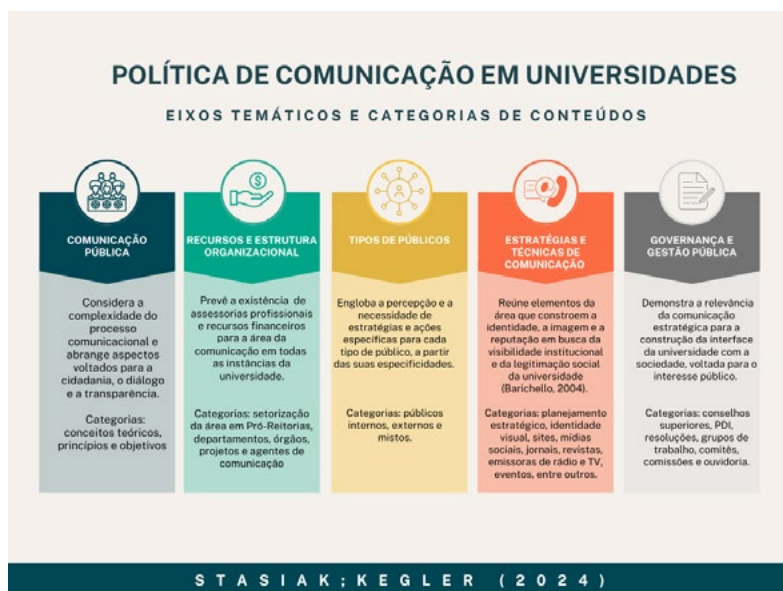 POLÍTICA DE COMUNICAÇÃO EM UNIVERSIDADES
EIXOS TEMÁTICOS E CATEGORIAS DE CONTEÚDOS
COMUNICAÇÃO
PÚBLICA
Considera a
complexidade do
processo
comunicacional e
abrange aspectos
voltados para a
cidadania, o diálogo
e a transparência.
Categorias:
conceitos teóricos,
princípios e objetivos
RECURSOS E ESTRUTURA
ORGANIZACIONAL
Prevê a existência de
assessorias profissionais
e recursos financeiros
para a área da
comunicação em todas
as instâncias da
universidade.
Categorias: setorização
da área em Pró-Reitorias,
departamentos, órgãos,
projetos e agentes de
comunicação
TIPOS DE PÚBLICOS
Engloba a percepção e a
necessidade de
estratégias e ações
específicas para cada
tipo de público, a partir
das suas especificidades.
Categorias: públicos
internos, externos e
mistos.
ESTRATÉGIAS E
TÉCNICAS DE
COMUNICAÇÃO
Reúne elementos da
área que constroem a
identidade, a imagem e a
reputação em busca da
visibilidade institucional
e da legitimação social
da universidade
(Barichello, 2004).
Categorias: planejamento
estratégico, identidade
visual, sites, mídias
sociais, jornais, revistas,
emissoras de rádio e TV,
eventos, entre outros.
GOVERNANÇA E
GESTÃO PÚBLICA
Demonstra a relevância
da comunicação
estratégica para a
construção da interface
da universidade com a
sociedade, voltada para o
interesse público.
Categorias: conselhos
superiores, PDI,
resoluções, grupos de
trabalho, comitês,
comissões e ouvidoria.
STASIAK;KEGLER (2024)